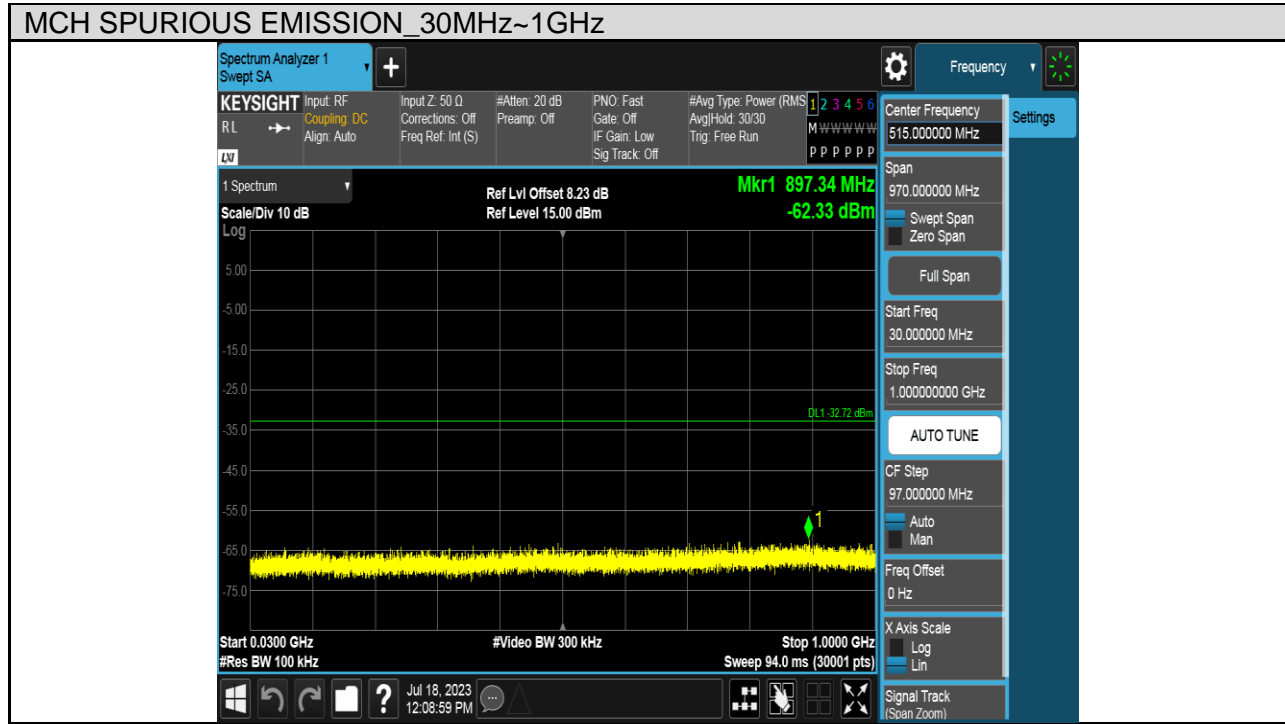 MCH SPURIOUS EMISSION_30MHz~1GHz
Spectrum Analyzer 1
Swept SA
+
Frequency
KEYSIGHT
RL
LXI
Input: RF
Coupling: DC
Align: Auto
Input Z: 50 Ω
Corrections: Off
Freq Ref: Int (S)
#Atten: 20 dB
Preamp: Off
PNO: Fast
Gate: Off
IF Gain: Low
Sig Track: Off
#Avg Type: Power (RMS
Avg|Hold: 30/30
Trig: Free Run
1 2 3 4 5 6
M W W W W W
P P P P P P
1 Spectrum
Scale/Div 10 dB
Log
Ref Lvl Offset 8.23 dB
Ref Level 15.00 dBm
Mkr1 897.34 MHz
-62.33 dBm
5.00
-5.00
-15.0
-25.0
-35.0
-45.0
-55.0
-65.0
-75.0
DL1 -32.72 dBm
1
Start 0.0300 GHz
#Res BW 100 kHz
#Video BW 300 kHz
Stop 1.0000 GHz
Sweep 94.0 ms (30001 pts)
Center Frequency
515.000000 MHz
Settings
Span
970.000000 MHz
Swept Span
Zero Span
Full Span
Start Freq
30.000000 MHz
Stop Freq
1.000000000 GHz
AUTO TUNE
CF Step
97.000000 MHz
Auto
Man
Freq Offset
0 Hz
X Axis Scale
Log
Lin
Signal Track
(Span Zoom)
?
Jul 18, 2023
12:08:59 PM